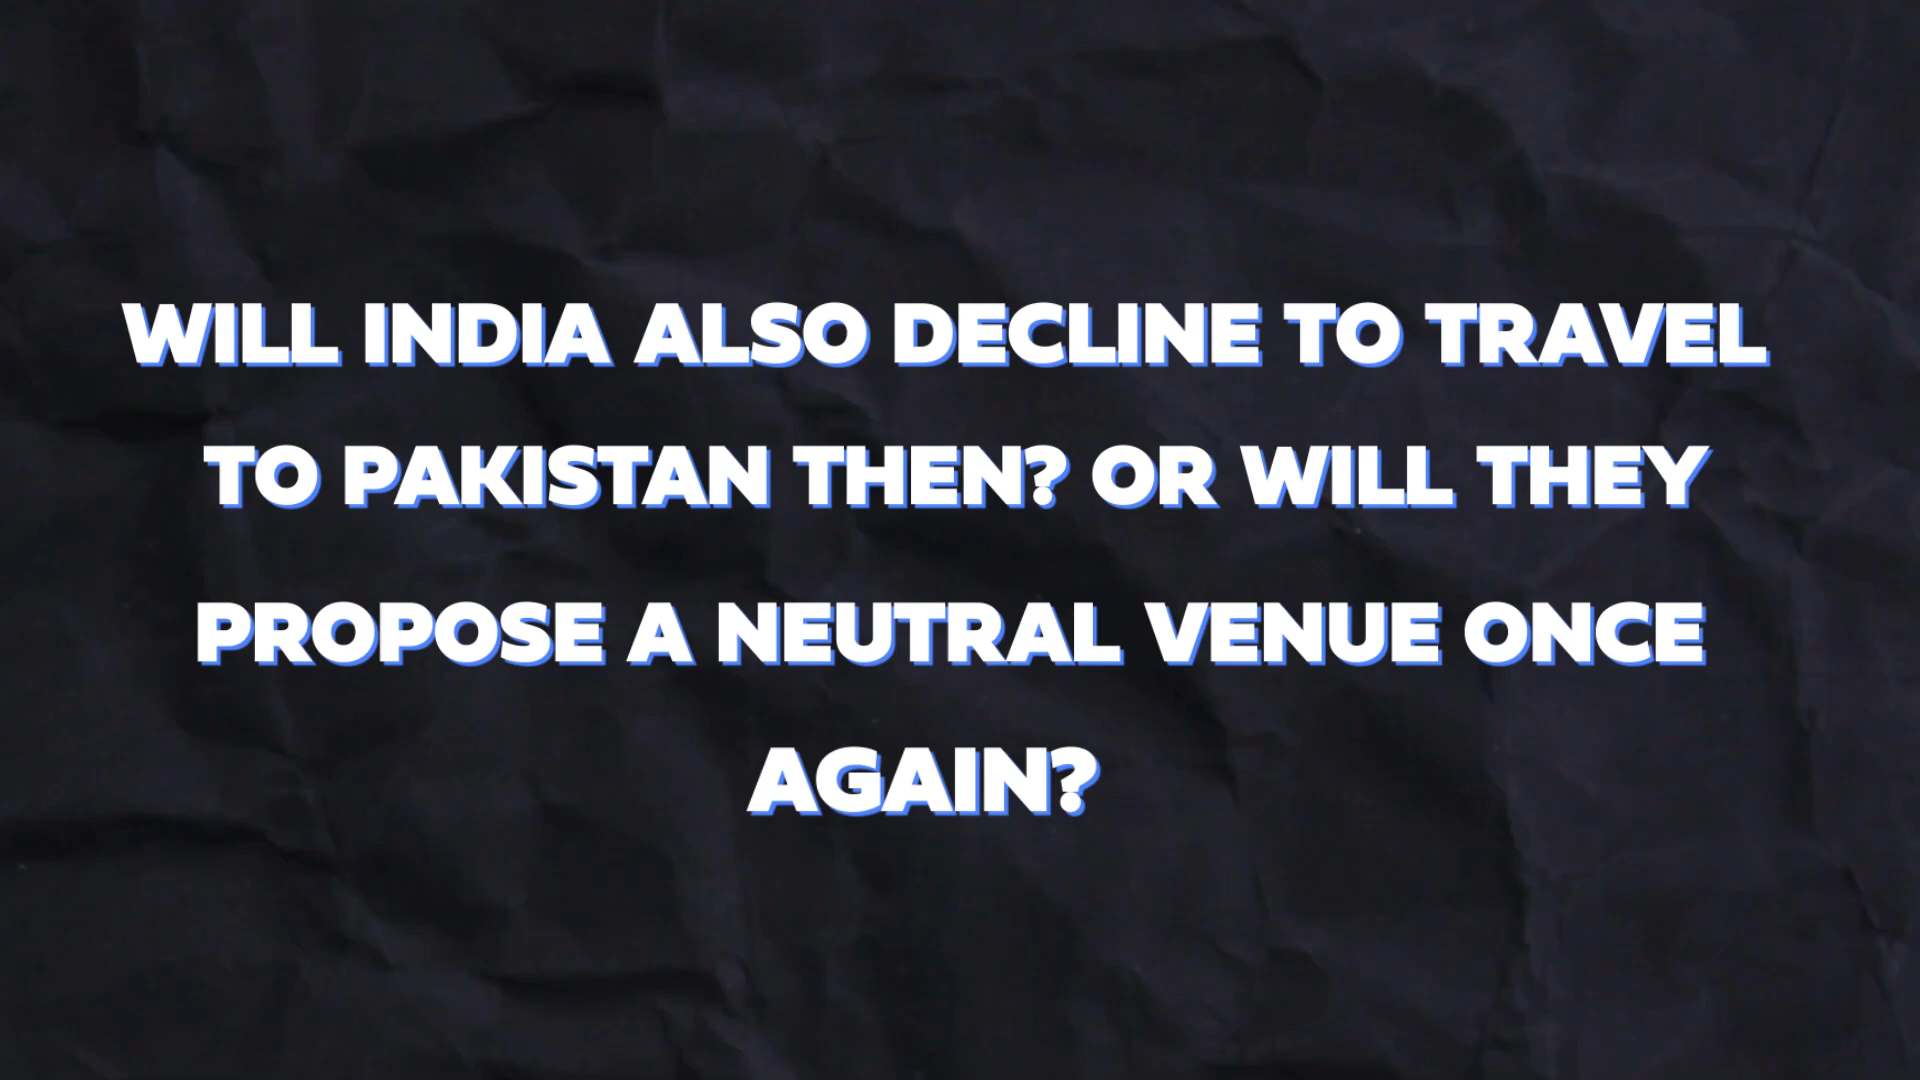 WILL INDIA ALSO DECLINE TO TRAVEL
TO PAKISTAN THEN? OR WILL THEY
PROPOSE A NEUTRAL VENUE ONCE
AGAIN?